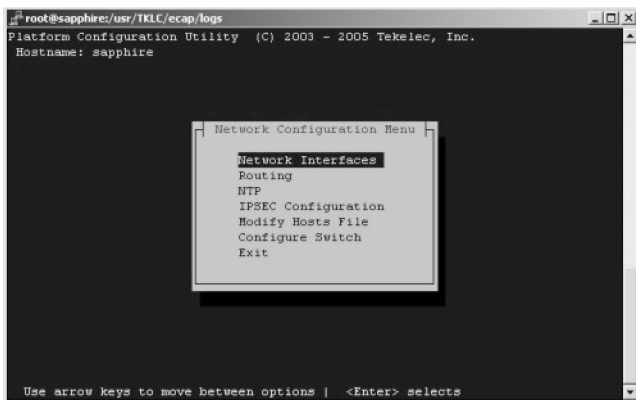 root@sapphire:/usr/TKLC/ecap/logs
Platform Configuration Utility (C) 2003 - 2005 Tekelec, Inc.
Hostname: sapphire
Network Configuration Menu
Network Interfaces
Routing
NTP
IPSEC Configuration
Modify Hosts File
Configure Switch
Exit
Use arrow keys to move between options | <Enter> selects